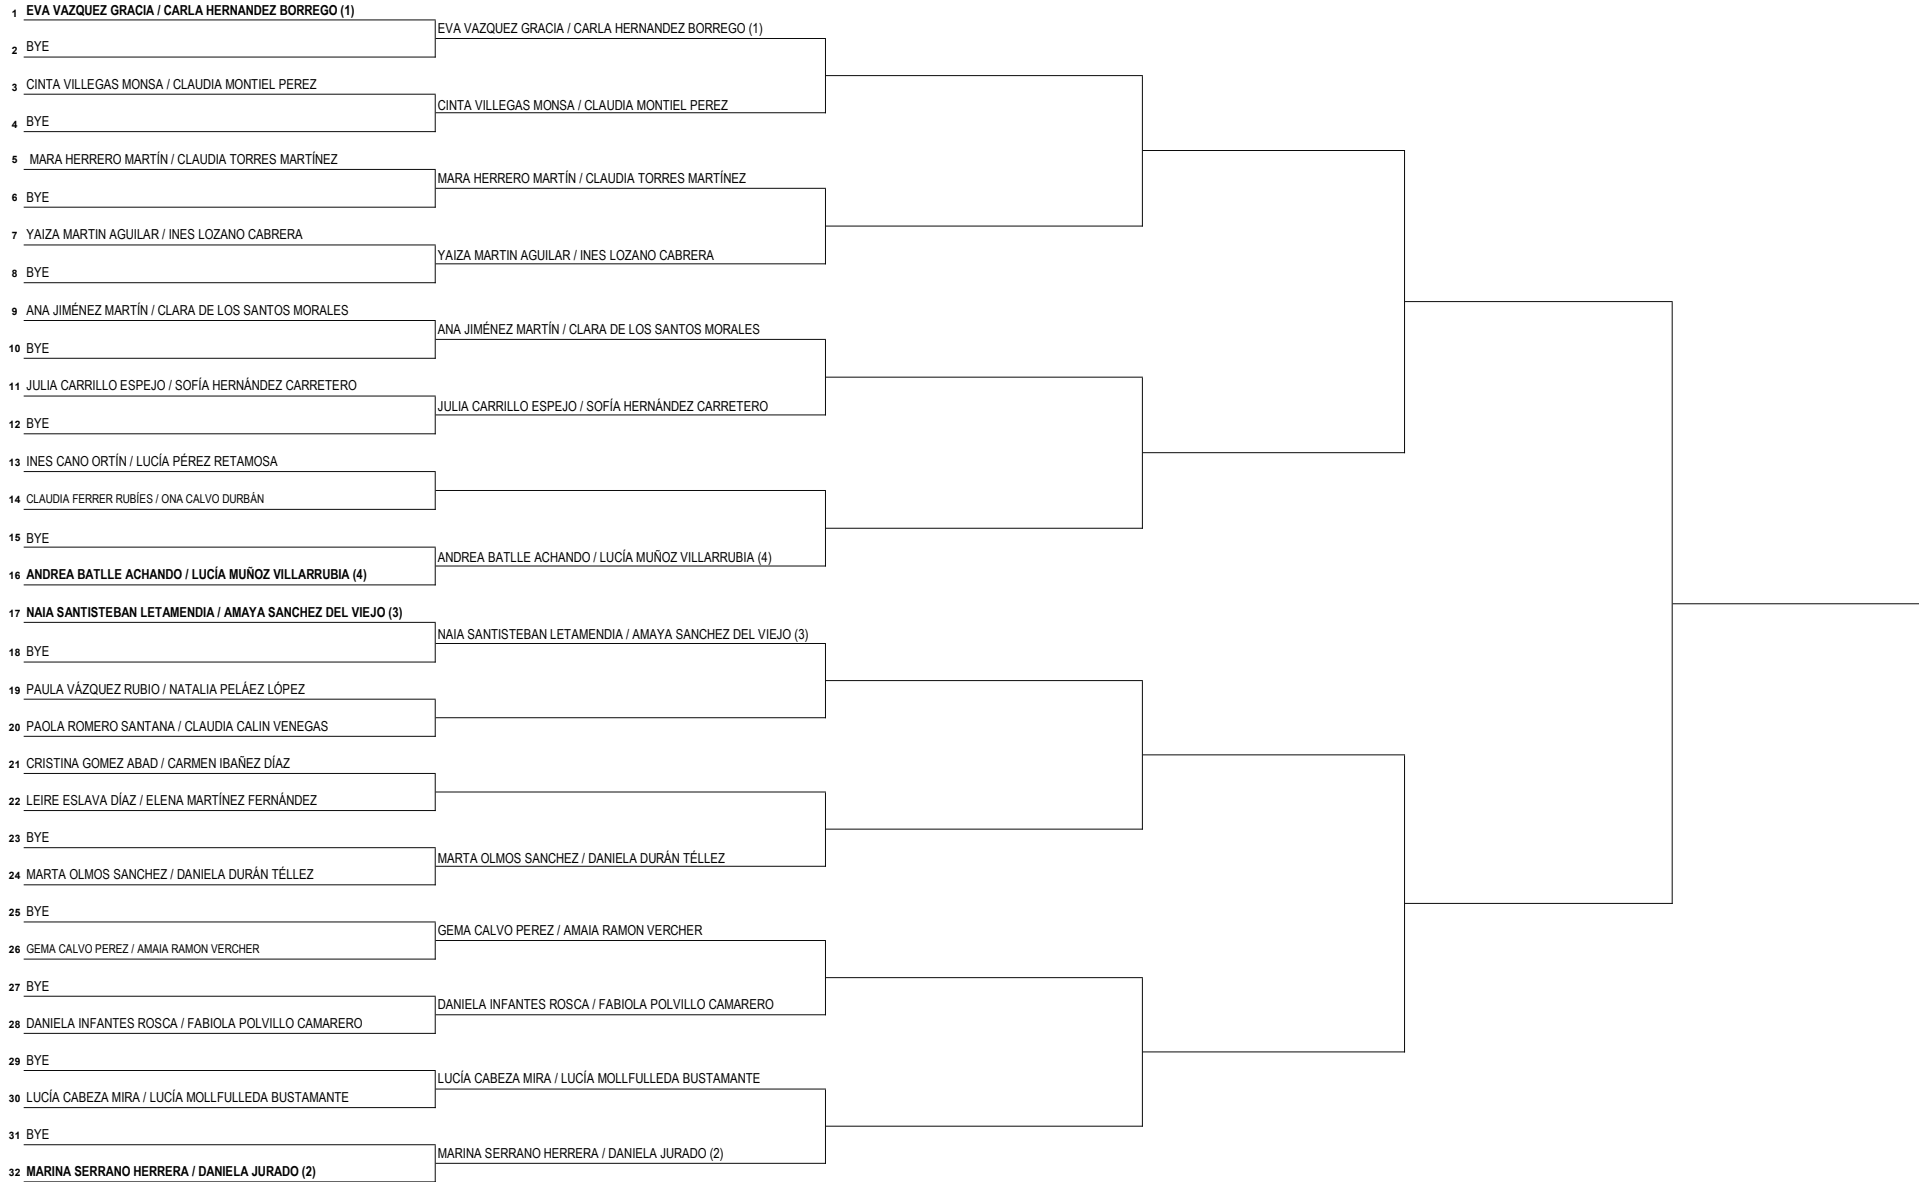 1 EVA VAZQUEZ GRACIA / CARLA HERNANDEZ BORREGO (1)
EVA VAZQUEZ GRACIA / CARLA HERNANDEZ BORREGO (1)
2 BYE
3 CINTA VILLEGAS MONSA / CLAUDIA MONTIEL PEREZ
CINTA VILLEGAS MONSA / CLAUDIA MONTIEL PEREZ
4 BYE
5 MARA HERRERO MARTÍN / CLAUDIA TORRES MARTÍNEZ
MARA HERRERO MARTÍN / CLAUDIA TORRES MARTÍNEZ
6 BYE
7 YAIZA MARTIN AGUILAR / INES LOZANO CABRERA
YAIZA MARTIN AGUILAR / INES LOZANO CABRERA
8 BYE
9 ANA JIMÉNEZ MARTÍN / CLARA DE LOS SANTOS MORALES
ANA JIMÉNEZ MARTÍN / CLARA DE LOS SANTOS MORALES
10 BYE
11 JULIA CARRILLO ESPEJO / SOFÍA HERNÁNDEZ CARRETERO
JULIA CARRILLO ESPEJO / SOFÍA HERNÁNDEZ CARRETERO
12 BYE
13 INES CANO ORTÍN / LUCÍA PÉREZ RETAMOSA
14 CLAUDIA FERRER RUBÍES / ONA CALVO DURBÁN
15 BYE
ANDREA BATLLE ACHANDO / LUCÍA MUÑOZ VILLARRUBIA (4)
16 ANDREA BATLLE ACHANDO / LUCÍA MUÑOZ VILLARRUBIA (4)
17 NAIA SANTISTEBAN LETAMENDIA / AMAYA SANCHEZ DEL VIEJO (3)
NAIA SANTISTEBAN LETAMENDIA / AMAYA SANCHEZ DEL VIEJO (3)
18 BYE
19 PAULA VÁZQUEZ RUBIO / NATALIA PELÁEZ LÓPEZ
20 PAOLA ROMERO SANTANA / CLAUDIA CALIN VENEGAS
21 CRISTINA GOMEZ ABAD / CARMEN IBAÑEZ DÍAZ
22 LEIRE ESLAVA DÍAZ / ELENA MARTÍNEZ FERNÁNDEZ
23 BYE
MARTA OLMOS SANCHEZ / DANIELA DURÁN TÉLLEZ
24 MARTA OLMOS SANCHEZ / DANIELA DURÁN TÉLLEZ
25 BYE
GEMA CALVO PEREZ / AMAIA RAMON VERCHER
26 GEMA CALVO PEREZ / AMAIA RAMON VERCHER
27 BYE
DANIELA INFANTES ROSCA / FABIOLA POLVILLO CAMARERO
28 DANIELA INFANTES ROSCA / FABIOLA POLVILLO CAMARERO
29 BYE
LUCÍA CABEZA MIRA / LUCÍA MOLLFULLEDA BUSTAMANTE
30 LUCÍA CABEZA MIRA / LUCÍA MOLLFULLEDA BUSTAMANTE
31 BYE
MARINA SERRANO HERRERA / DANIELA JURADO (2)
32 MARINA SERRANO HERRERA / DANIELA JURADO (2)